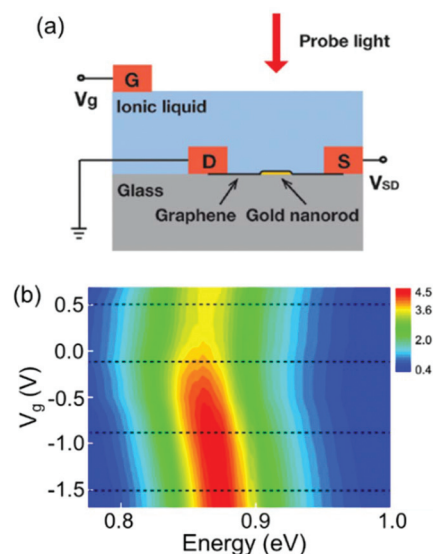 (a)
Probe light
G
Vg
Ionic liquid
D
S
VSD
Glass
Graphene
Gold nanorod
(b)
4.5
3.6
2.4
0.4
Vg (V)
0.5
0.0
-0.5
-1.0
-1.5
0.8
0.9
1.0
Energy (eV)